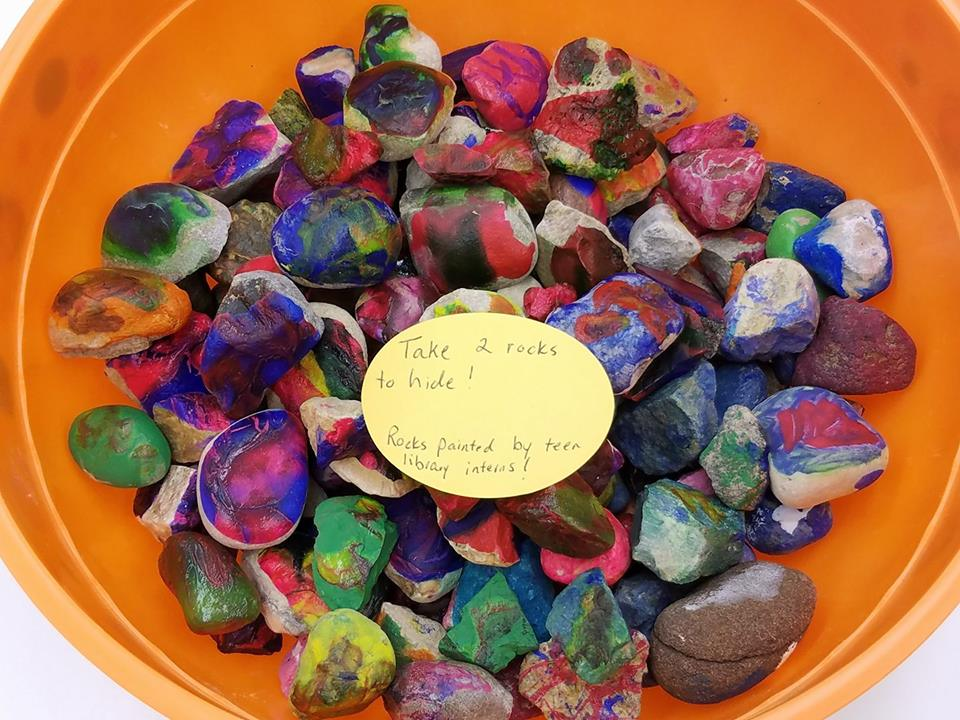 Take 2 rocks
to hide!
Rocks painted by teen
library interns!